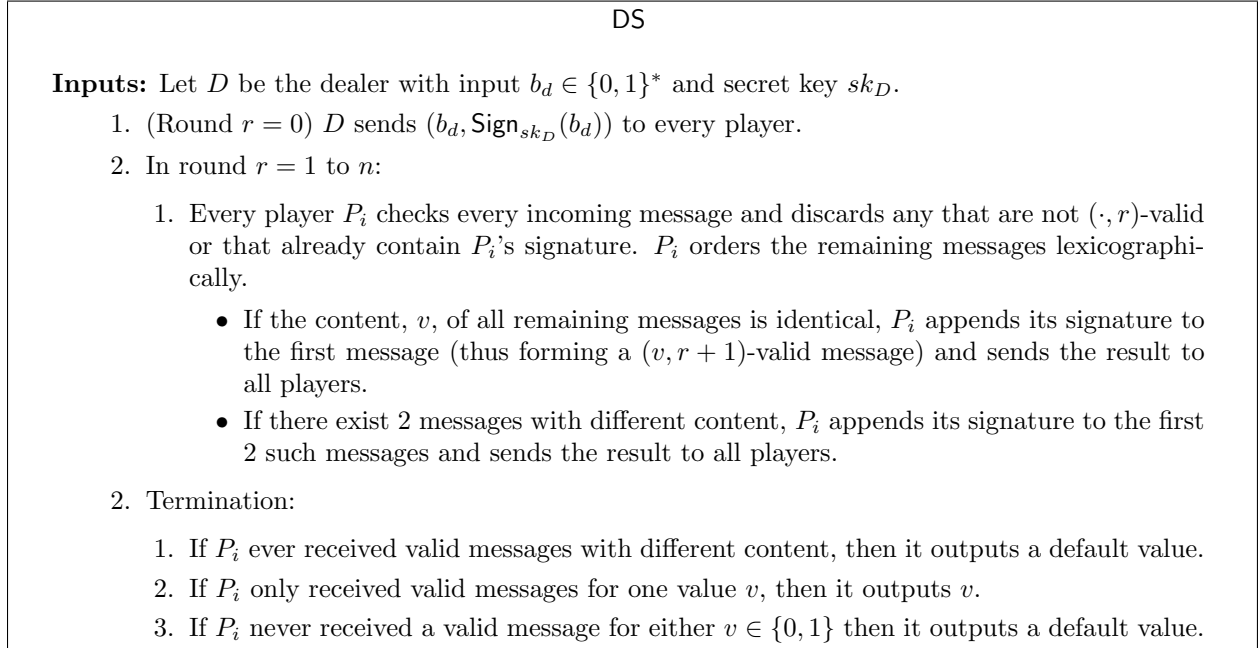 DS
Inputs: Let D be the dealer with input b_d ∈ {0, 1}* and secret key sk_D.
1. (Round r = 0) D sends (b_d, Sign_{sk_D}(b_d)) to every player.
2. In round r = 1 to n:
1. Every player P_i checks every incoming message and discards any that are not (·, r)-valid
or that already contain P_i's signature. P_i orders the remaining messages lexicographi-
cally.
• If the content, v, of all remaining messages is identical, P_i appends its signature to
the first message (thus forming a (v, r + 1)-valid message) and sends the result to
all players.
• If there exist 2 messages with different content, P_i appends its signature to the first
2 such messages and sends the result to all players.
2. Termination:
1. If P_i ever received valid messages with different content, then it outputs a default value.
2. If P_i only received valid messages for one value v, then it outputs v.
3. If P_i never received a valid message for either v ∈ {0, 1} then it outputs a default value.